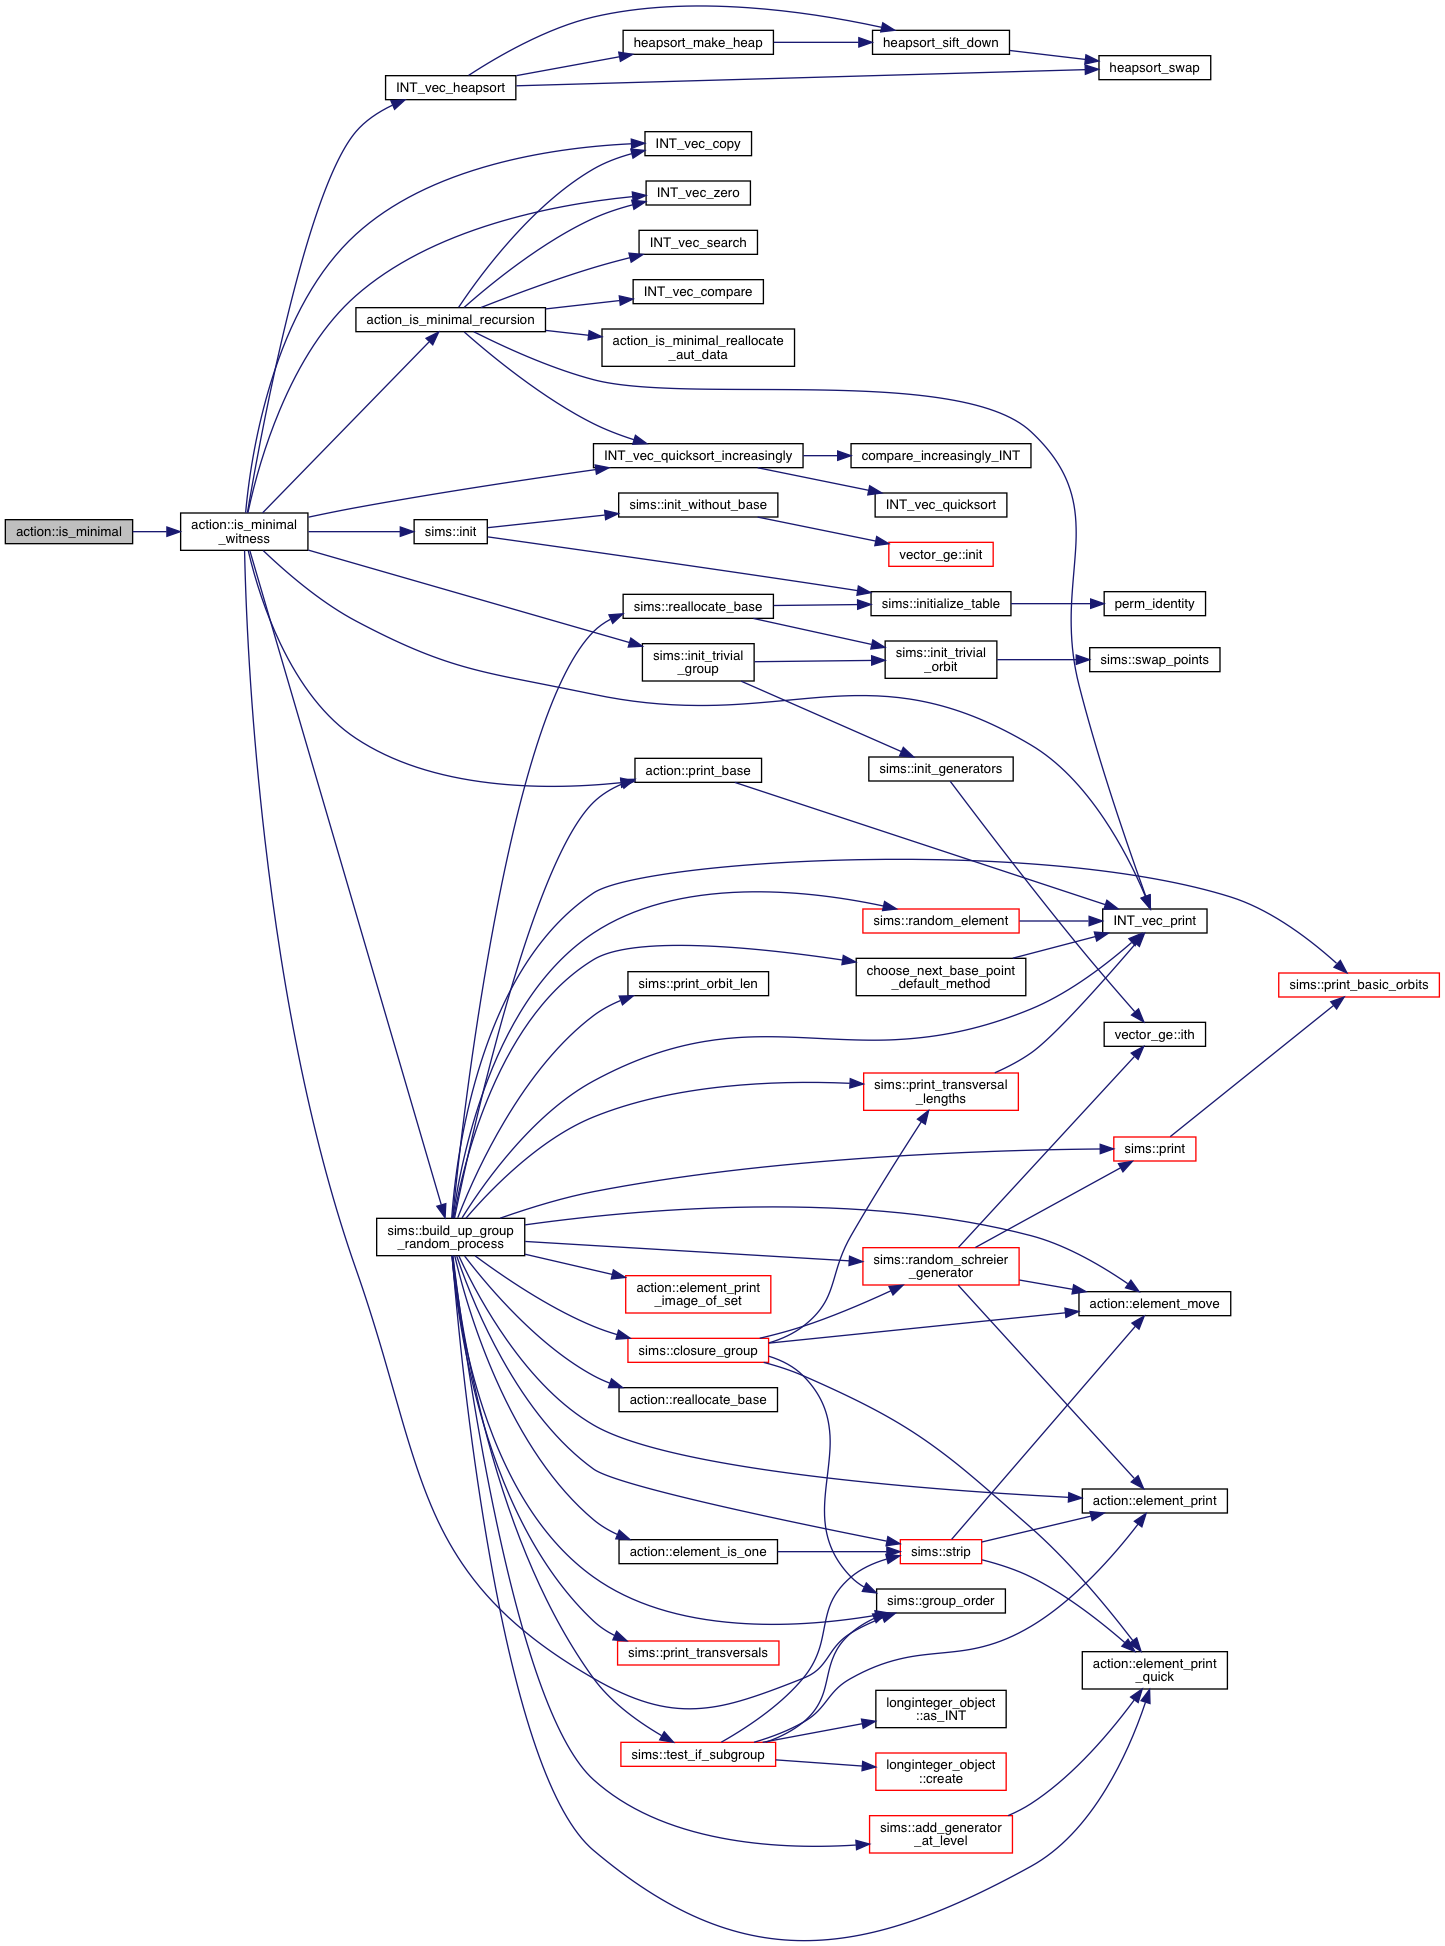 heapsort_make_heap
heapsort_sift_down
heapsort_swap
INT_vec_heapsort
INT_vec_copy
INT_vec_zero
INT_vec_search
INT_vec_compare
action_is_minimal_recursion
action_is_minimal_reallocate
_aut_data
INT_vec_quicksort_increasingly
compare_increasingly_INT
INT_vec_quicksort
action::is_minimal
action::is_minimal
_witness
sims::init
sims::init_without_base
vector_ge::init
sims::reallocate_base
sims::initialize_table
perm_identity
sims::init_trivial
_group
sims::init_trivial
_orbit
sims::swap_points
action::print_base
sims::init_generators
sims::random_element
INT_vec_print
choose_next_base_point
_default_method
sims::print_orbit_len
sims::print_basic_orbits
vector_ge::ith
sims::print_transversal
_lengths
sims::print
sims::build_up_group
_random_process
sims::random_schreier
_generator
action::element_print
_image_of_set
action::element_move
sims::closure_group
action::reallocate_base
action::element_print
action::element_is_one
sims::strip
sims::group_order
sims::print_transversals
action::element_print
_quick
longinteger_object
::as_INT
sims::test_if_subgroup
longinteger_object
::create
sims::add_generator
_at_level